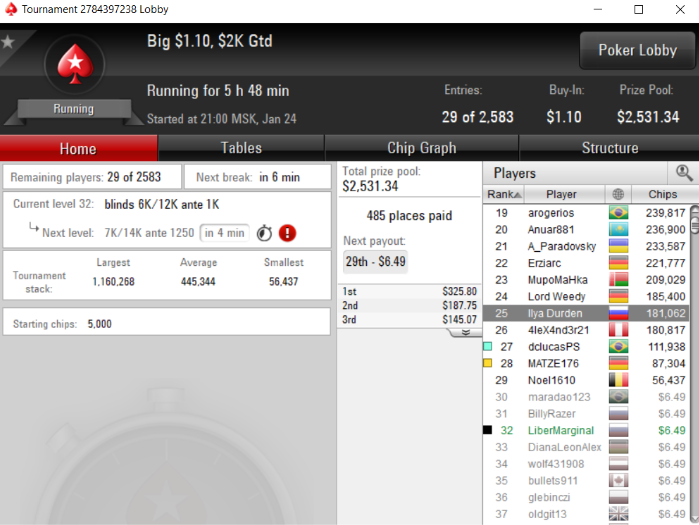 Tournament 2784397238 Lobby
Big $1.10, $2K Gtd
Poker Lobby
Running for 5 h 48 min
Entries: Buy-In: Prize Pool:
Running
Started at 21:00 MSK, Jan 24
29 of 2,583 $1.10 $2,531.34
Home Tables Chip Graph Structure
Remaining players: 29 of 2583 Next break: in 6 min
Current level 32: blinds 6K/12K ante 1K
Next level: 7K/14K ante 1250 in 4 min
Largest Average Smallest
Tournament stack: 1,160,268 445,344 56,437
Starting chips: 5,000
Total prize pool:
$2,531.34
485 places paid
Next payout:
29th - $6.49
1st $325.80
2nd $187.75
3rd $145.07
Players
Rank Player Chips
19 arogerios 239,817
20 Anuar881 236,900
21 A_Paradovsky 233,587
22 Erziarc 221,777
23 MupoMaHka 209,029
24 Lord Weedy 185,400
25 Ilya Durden 181,062
26 4leX4nd3r21 180,817
27 dclucasPS 111,938
28 MATZE176 87,304
29 Noel1610 56,437
30 maradao123 $6.49
31 BillyRazer $6.49
32 LiberMarginal $6.49
33 DianaLeonAlex $6.49
34 wolf431908 $6.49
35 bullets911 $6.49
36 glebinczi $6.49
37 oldgit13 $6.49